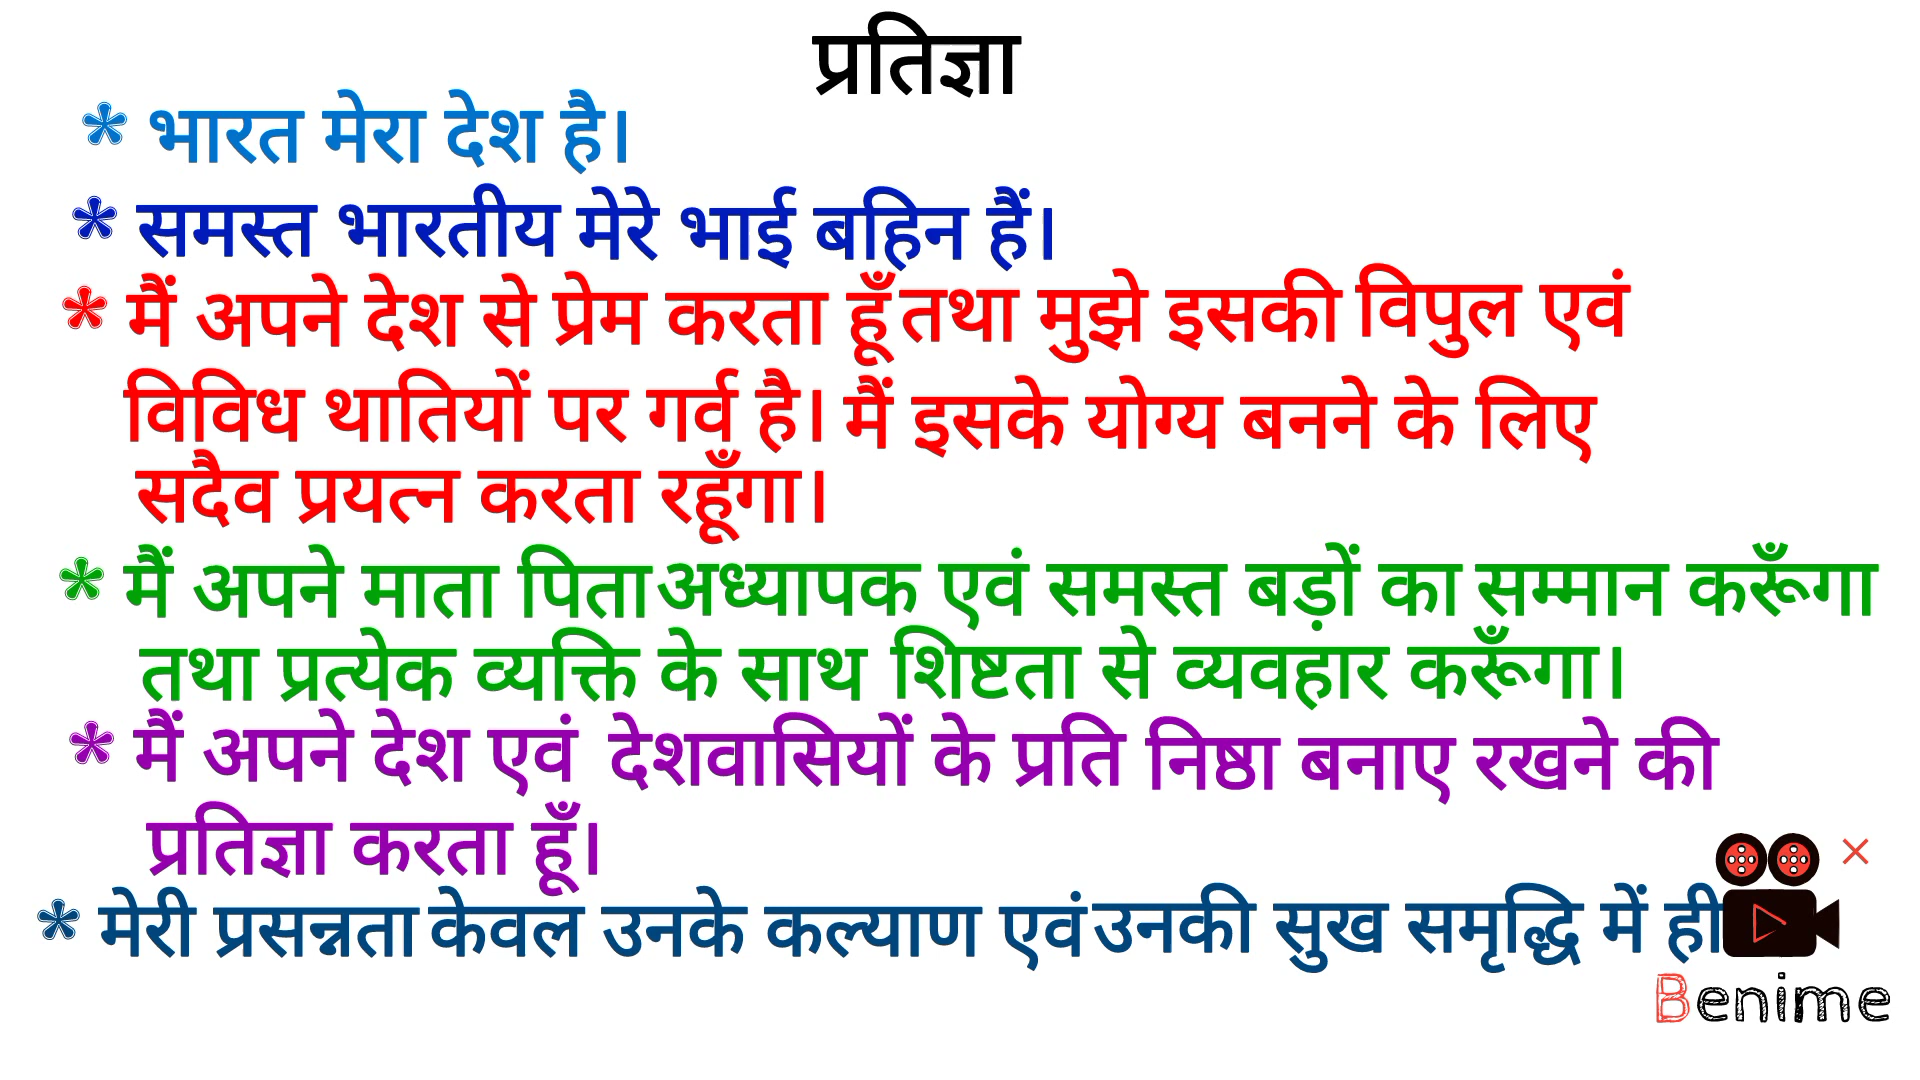 प्रतिज्ञा
* भारत मेरा देश है।
* समस्त भारतीय मेरे भाई बहिन हैं।
* मैं अपने देश से प्रेम करता हूँ तथा मुझे इसकी विपुल एवं
विविध थातियों पर गर्व है। मैं इसके योग्य बनने के लिए
सदैव प्रयत्न करता रहूँगा।
* मैं अपने माता पिता अध्यापक एवं समस्त बड़ों का सम्मान करूँगा
तथा प्रत्येक व्यक्ति के साथ शिष्टता से व्यवहार करूँगा।
* मैं अपने देश एवं देशवासियों के प्रति निष्ठा बनाए रखने की
प्रतिज्ञा करता हूँ।
* मेरी प्रसन्नता केवल उनके कल्याण एवं उनकी सुख समृद्धि में ही
Benime